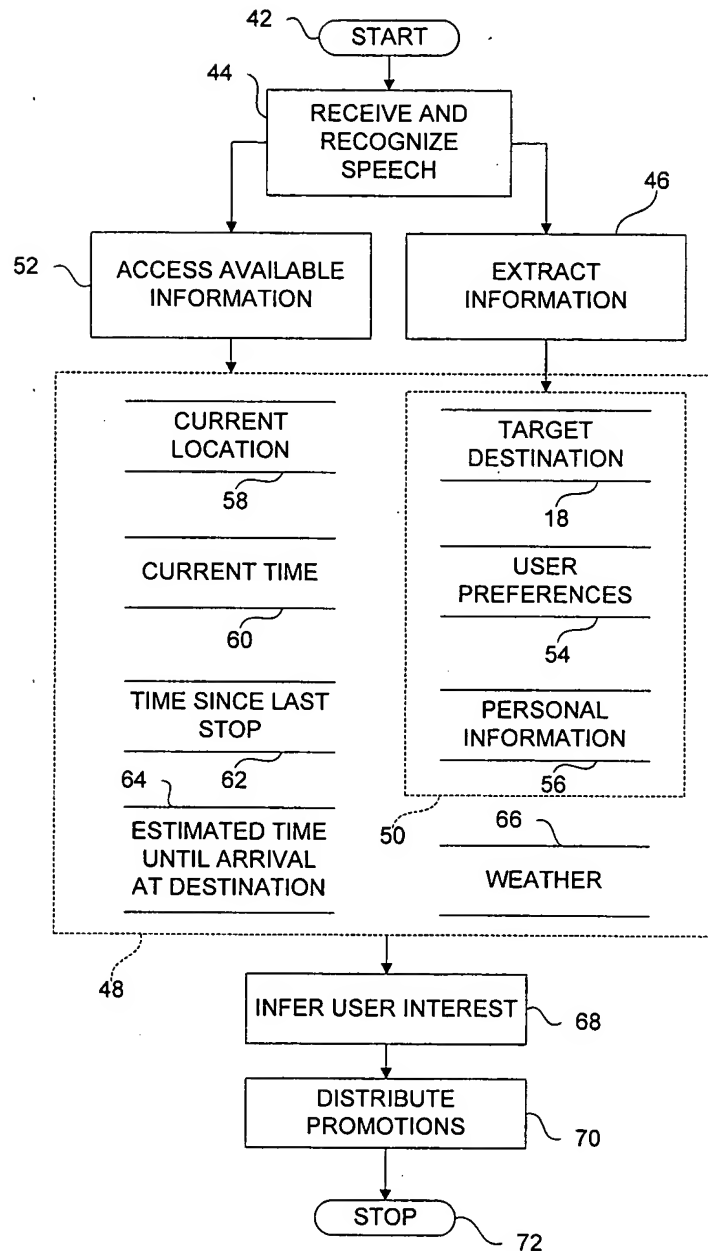 42
START
44
RECEIVE AND
RECOGNIZE
SPEECH
46
52
ACCESS AVAILABLE
INFORMATION
EXTRACT
INFORMATION
CURRENT
LOCATION
58
TARGET
DESTINATION
18
CURRENT TIME
60
USER
PREFERENCES
54
TIME SINCE LAST
STOP
62
PERSONAL
INFORMATION
56
64
ESTIMATED TIME
UNTIL ARRIVAL
AT DESTINATION
50
66
WEATHER
48
INFER USER INTEREST
68
DISTRIBUTE
PROMOTIONS
70
STOP
72